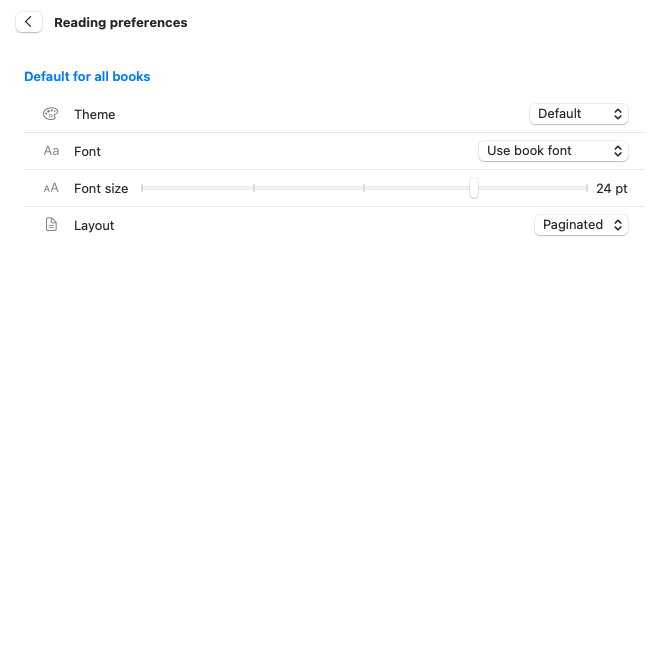 Reading preferences
Default for all books
Theme Default
Aa Font Use book font
AA Font size 24 pt
Layout Paginated